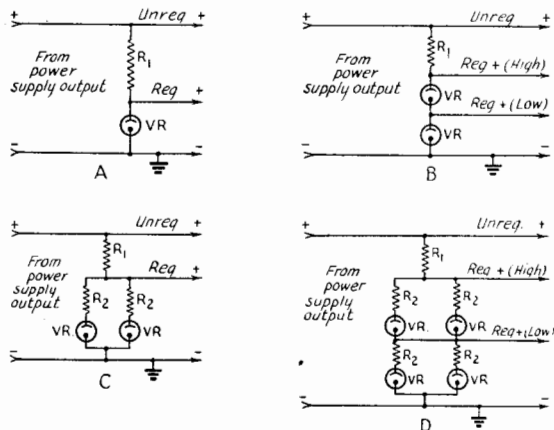 + Unreg +
From
power
supply output
R1
Reg +
VR
- -
A
+ Unreg +
From
power
supply output
R1
Reg + (High)
VR
Reg + (Low)
VR
- -
B
+ Unreg +
From
power
supply
output
R1
Reg +
R2 R2
VR VR
- -
C
+ Unreg. +
From
power
supply
output
R1
Reg + (High)
R2 R2
VR. VR
Reg + (Low)
R2 R2
VR VR
- -
D